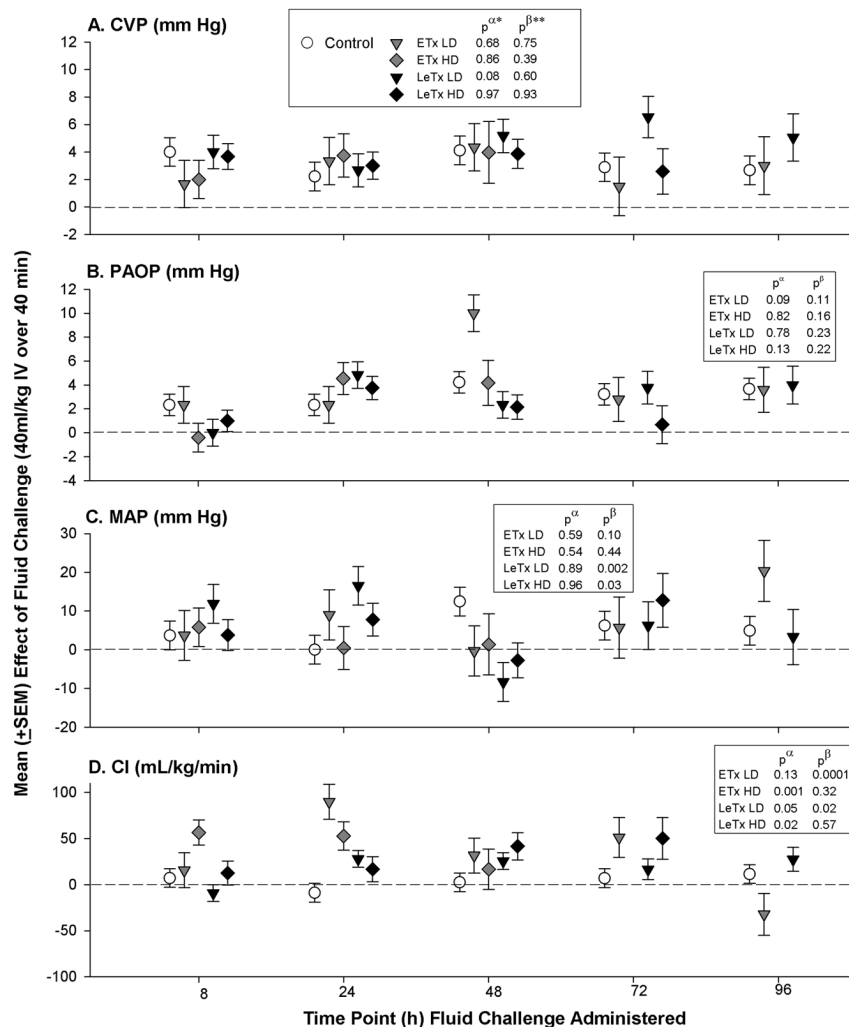 A. CVP (mm Hg)
pα* pβ**
Control
ETx LD 0.68 0.75
ETx HD 0.86 0.39
LeTx LD 0.08 0.60
LeTx HD 0.97 0.93
12
10
8
6
4
2
0
-2
B. PAOP (mm Hg)
pα pβ
ETx LD 0.09 0.11
ETx HD 0.82 0.16
LeTx LD 0.78 0.23
LeTx HD 0.13 0.22
12
10
8
6
4
2
0
-2
-4
C. MAP (mm Hg)
pα pβ
ETx LD 0.59 0.10
ETx HD 0.54 0.44
LeTx LD 0.89 0.002
LeTx HD 0.96 0.03
30
20
10
0
-10
-20
D. CI (mL/kg/min)
pα pβ
ETx LD 0.13 0.0001
ETx HD 0.001 0.32
LeTx LD 0.05 0.02
LeTx HD 0.02 0.57
100
50
0
-50
-100
8 24 48 72 96
Time Point (h) Fluid Challenge Administered
Mean (±SEM) Effect of Fluid Challenge (40ml/kg IV over 40 min)